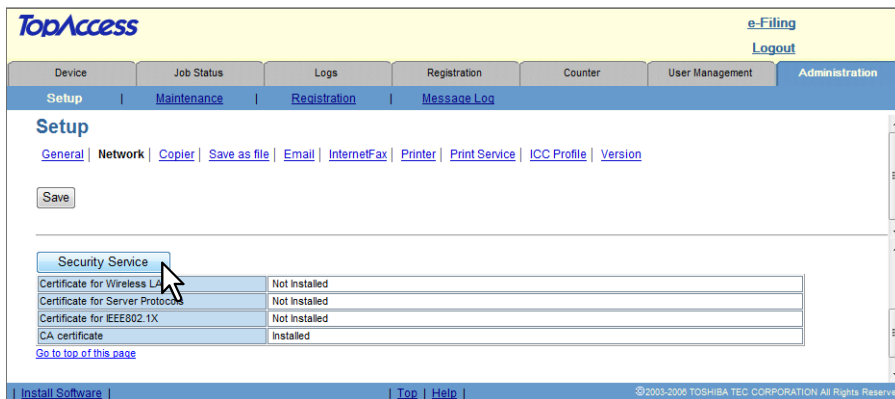 TopAccess
e-Filing
Logout
Device Job Status Logs Registration Counter User Management Administration
Setup | Maintenance | Registration | Message Log
Setup
General | Network | Copier | Save as file | Email | InternetFax | Printer | Print Service | ICC Profile | Version
Save
Security Service
Certificate for Wireless LA Not Installed
Certificate for Server Protocols Not Installed
Certificate for IEEE802.1X Not Installed
CA certificate Installed
Go to top of this page
| Install Software | | Top | Help | ©2003-2006 TOSHIBA TEC CORPORATION All Rights Reserve